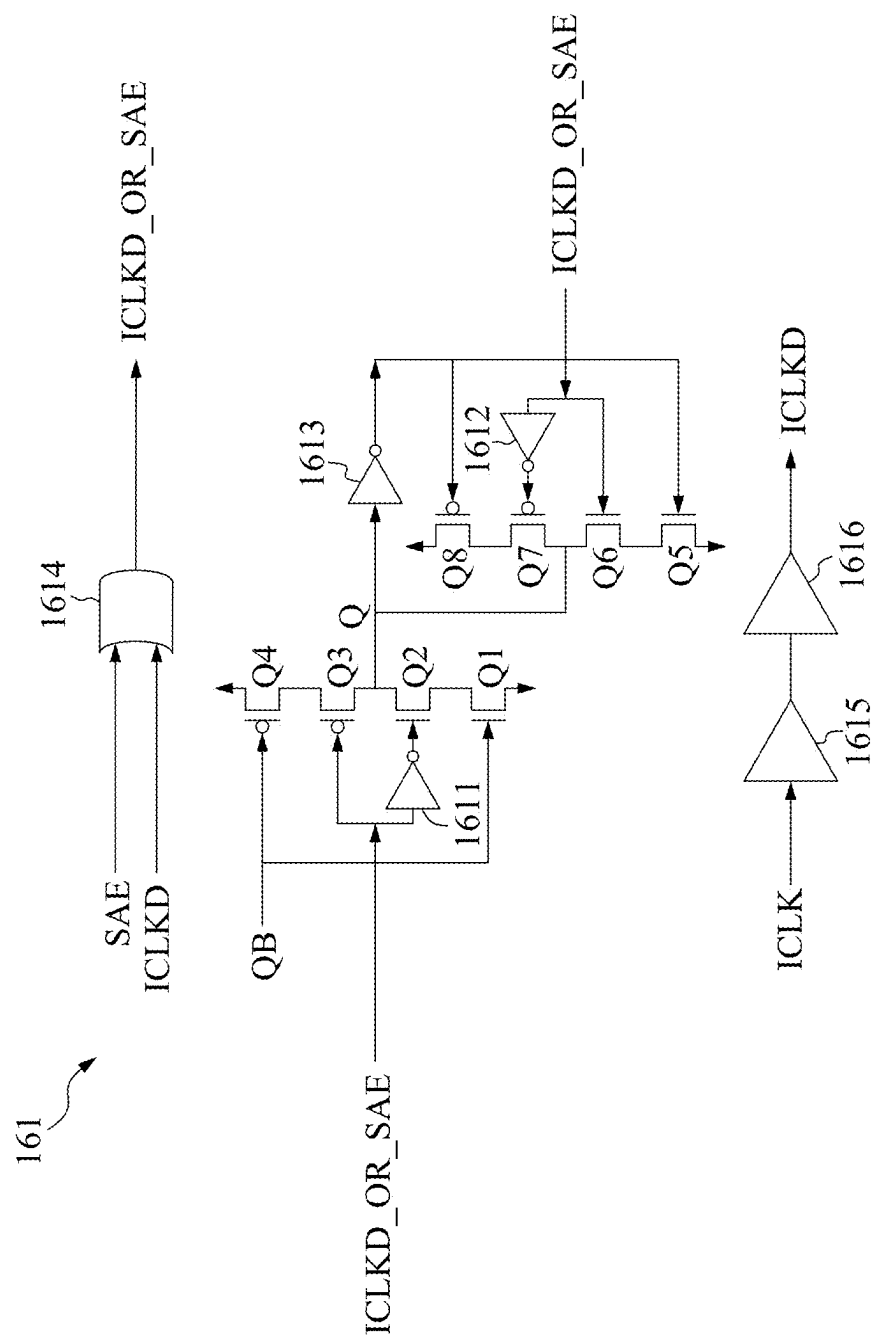 161
SAE
ICLKD
1614
ICLKD_OR_SAE
QB
ICLKD_OR_SAE
1611
Q4
Q3
Q2
Q1
Q
1613
1612
Q8
Q7
Q6
Q5
ICLKD_OR_SAE
ICLK
1615
1616
ICLKD